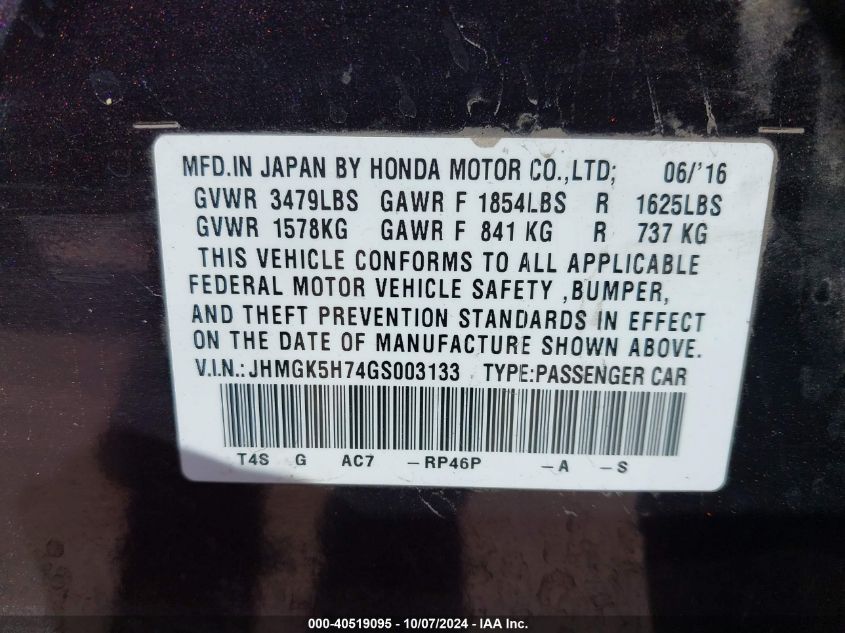 MFD.IN JAPAN BY HONDA MOTOR CO.,LTD; 06/'16
GVWR 3479LBS GAWR F 1854LBS R 1625LBS
GVWR 1578KG GAWR F 841 KG R 737 KG
THIS VEHICLE CONFORMS TO ALL APPLICABLE
FEDERAL MOTOR VEHICLE SAFETY ,BUMPER,
AND THEFT PREVENTION STANDARDS IN EFFECT
ON THE DATE OF MANUFACTURE SHOWN ABOVE.
V.I.N.: JHMGK5H74GS003133 TYPE:PASSENGER CAR
T4S G AC7 -RP46P -A -S
000-40519095 - 10/07/2024 - IAA Inc.